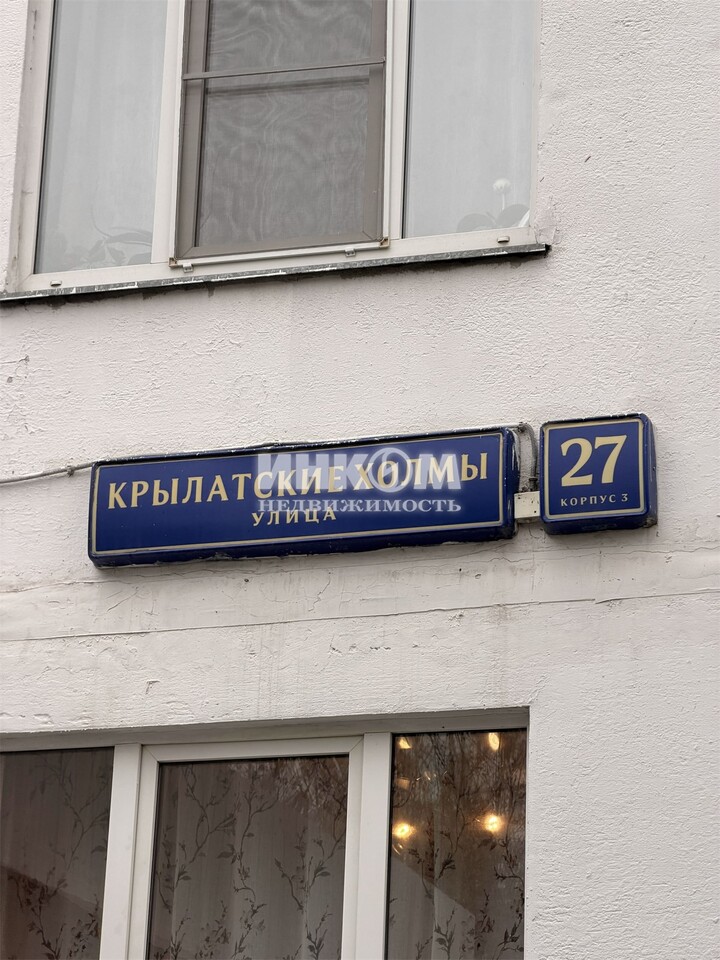 КРЫЛАТСКИЕ ХОЛМЫ
УЛИЦА
27
КОРПУС 3
ИНКОМ
НЕДВИЖИМОСТЬ